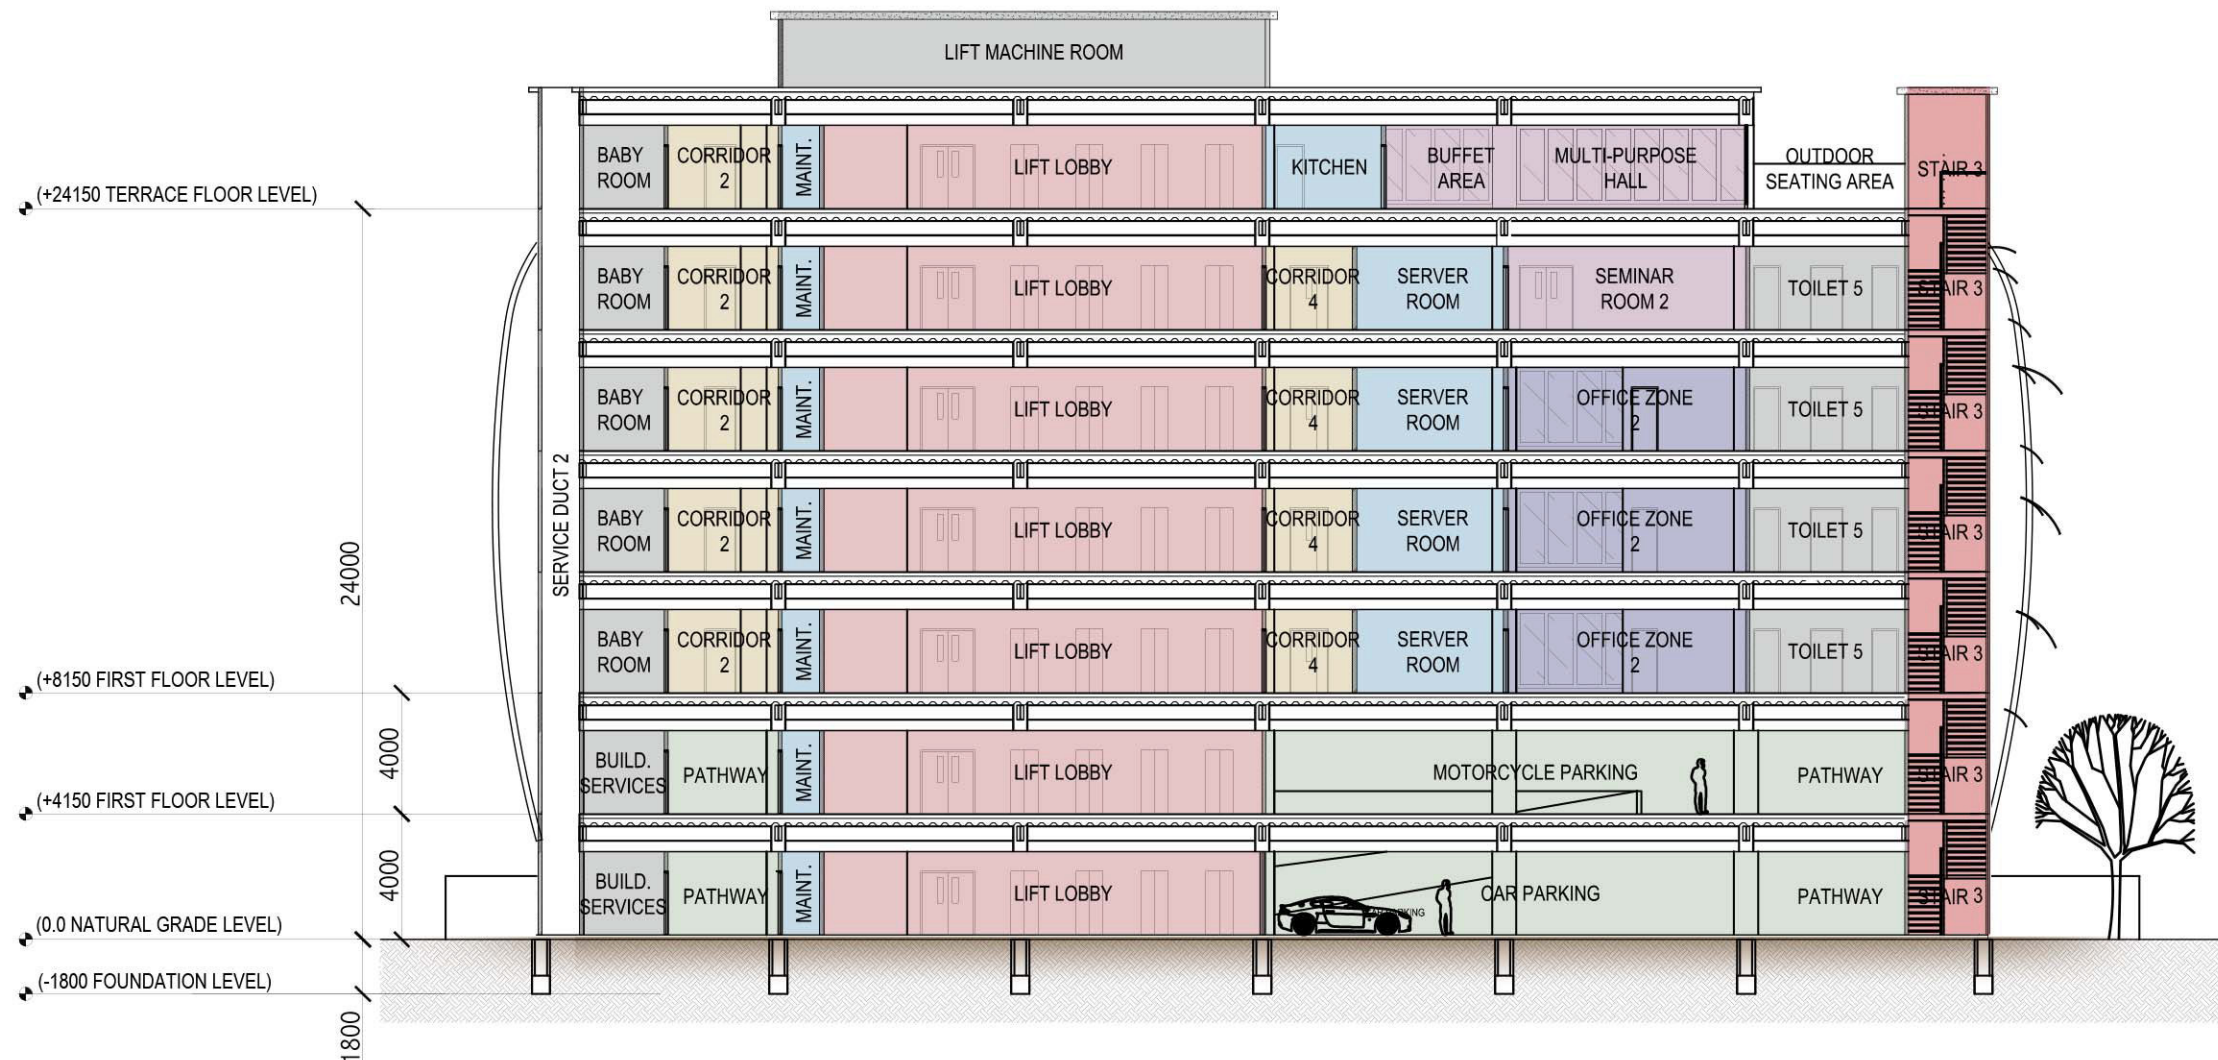 LIFT MACHINE ROOM
BABY ROOM
CORRIDOR 2
MAINT.
LIFT LOBBY
KITCHEN
BUFFET AREA
MULTI-PURPOSE HALL
OUTDOOR SEATING AREA
STAIR 3
(+24150 TERRACE FLOOR LEVEL)
BABY ROOM
CORRIDOR 2
MAINT.
LIFT LOBBY
CORRIDOR 4
SERVER ROOM
SEMINAR ROOM 2
TOILET 5
STAIR 3
BABY ROOM
CORRIDOR 2
MAINT.
LIFT LOBBY
CORRIDOR 4
SERVER ROOM
OFFICE ZONE 2
TOILET 5
STAIR 3
SERVICE DUCT 2
BABY ROOM
CORRIDOR 2
MAINT.
LIFT LOBBY
CORRIDOR 4
SERVER ROOM
OFFICE ZONE 2
TOILET 5
STAIR 3
24000
BABY ROOM
CORRIDOR 2
MAINT.
LIFT LOBBY
CORRIDOR 4
SERVER ROOM
OFFICE ZONE 2
TOILET 5
STAIR 3
(+8150 FIRST FLOOR LEVEL)
4000
BUILD. SERVICES
PATHWAY
MAINT.
LIFT LOBBY
MOTORCYCLE PARKING
PATHWAY
STAIR 3
(+4150 FIRST FLOOR LEVEL)
4000
BUILD. SERVICES
PATHWAY
MAINT.
LIFT LOBBY
CAR PARKING
PATHWAY
STAIR 3
(0.0 NATURAL GRADE LEVEL)
(-1800 FOUNDATION LEVEL)
1800